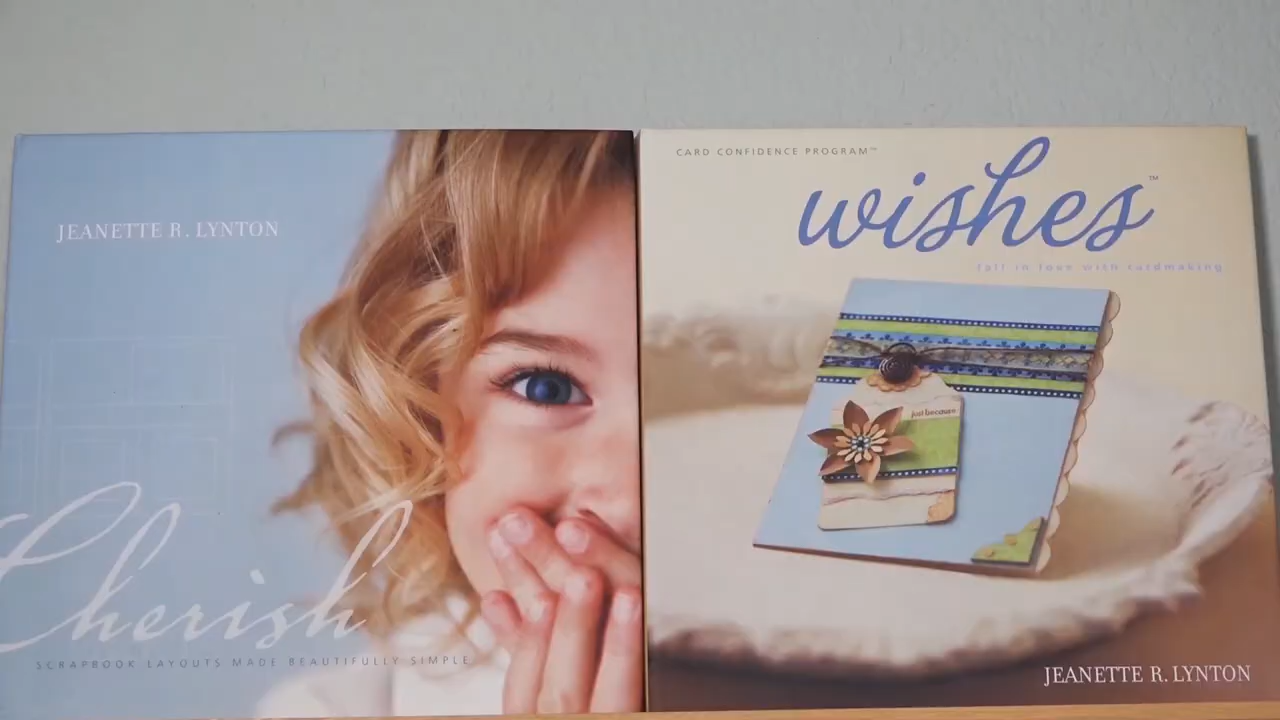 JEANETTE R. LYNTON
Cherish
SCRAPBOOK LAYOUTS MADE BEAUTIFULLY SIMPLE
CARD CONFIDENCE PROGRAM™
wishes™
fall in love with cardmaking
just because
JEANETTE R. LYNTON